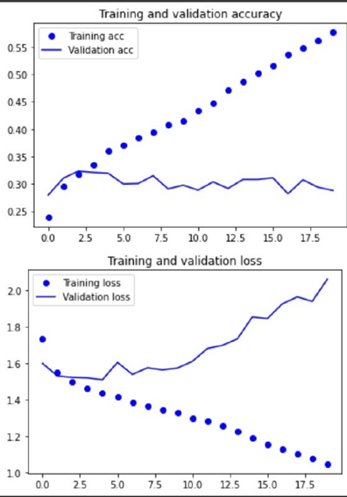 Training and validation accuracy
Training acc
Validation acc
0.55
0.50
0.45
0.40
0.35
0.30
0.25
0.0 2.5 5.0 7.5 10.0 12.5 15.0 17.5
Training and validation loss
Training loss
Validation loss
2.0
1.8
1.6
1.4
1.2
1.0
0.0 2.5 5.0 7.5 10.0 12.5 15.0 17.5